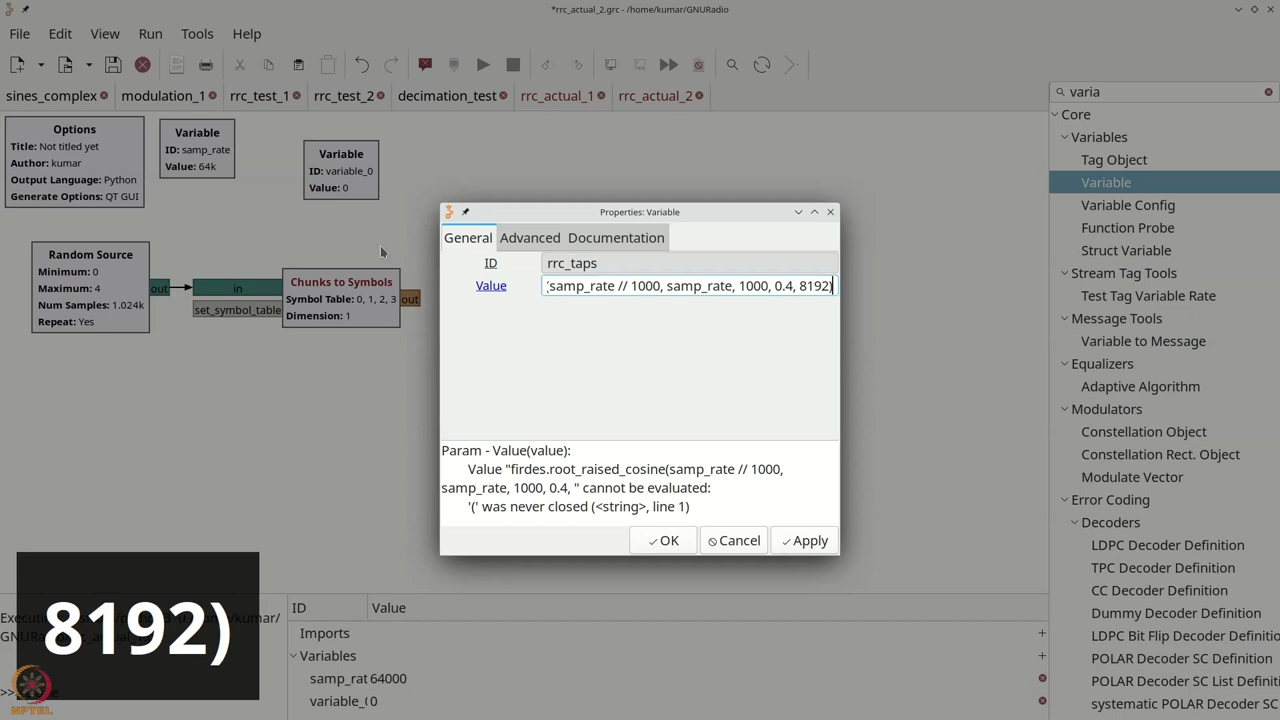 *rrc_actual_2.grc - /home/kumar/GNURadio
File Edit View Run Tools Help
sines_complex modulation_1 rrc_test_1 rrc_test_2 decimation_test rrc_actual_1 rrc_actual_2
varia
Options
Title: Not titled yet
Author: kumar
Output Language: Python
Generate Options: QT GUI
Variable
ID: samp_rate
Value: 64k
Variable
ID: variable_0
Value: 0
Random Source
Minimum: 0
Maximum: 4
Num Samples: 1.024k
Repeat: Yes
out
in
set_symbol_table
Chunks to Symbols
Symbol Table: 0, 1, 2, 3
Dimension: 1
out
Properties: Variable
General Advanced Documentation
ID rrc_taps
Value (samp_rate // 1000, samp_rate, 1000, 0.4, 8192)
Param - Value(value):
Value "firdes.root_raised_cosine(samp_rate // 1000,
samp_rate, 1000, 0.4, " cannot be evaluated:
'(' was never closed (<string>, line 1)
OK Cancel Apply
Core
Variables
Tag Object
Variable
Variable Config
Function Probe
Struct Variable
Stream Tag Tools
Test Tag Variable Rate
Message Tools
Variable to Message
Equalizers
Adaptive Algorithm
Modulators
Constellation Object
Constellation Rect. Object
Modulate Vector
Error Coding
Decoders
LDPC Decoder Definition
TPC Decoder Definition
CC Decoder Definition
Dummy Decoder Definition
LDPC Bit Flip Decoder Definitio
POLAR Decoder SC Definition
POLAR Decoder SC List Definit
systematic POLAR Decoder SC
ID Value
Imports
Variables
samp_rat 64000
variable_( 0
8192)
>>>
NPTEL